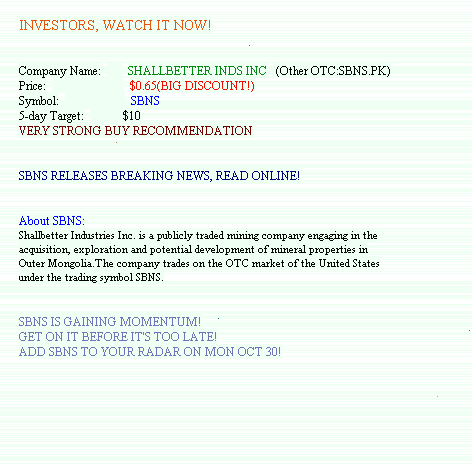 INVESTORS, WATCH IT NOW!
Company Name: SHALLBETTER INDS INC (Other OTC:SBNS.PK)
Price: $0.65(BIG DISCOUNT!)
Symbol: SBNS
5-day Target: $10
VERY STRONG BUY RECOMMENDATION
SBNS RELEASES BREAKING NEWS, READ ONLINE!
About SBNS:
Shallbetter Industries Inc. is a publicly traded mining company engaging in the
acquisition, exploration and potential development of mineral properties in
Outer Mongolia.The company trades on the OTC market of the United States
under the trading symbol SBNS.
SBNS IS GAINING MOMENTUM!
GET ON IT BEFORE IT'S TOO LATE!
ADD SBNS TO YOUR RADAR ON MON OCT 30!